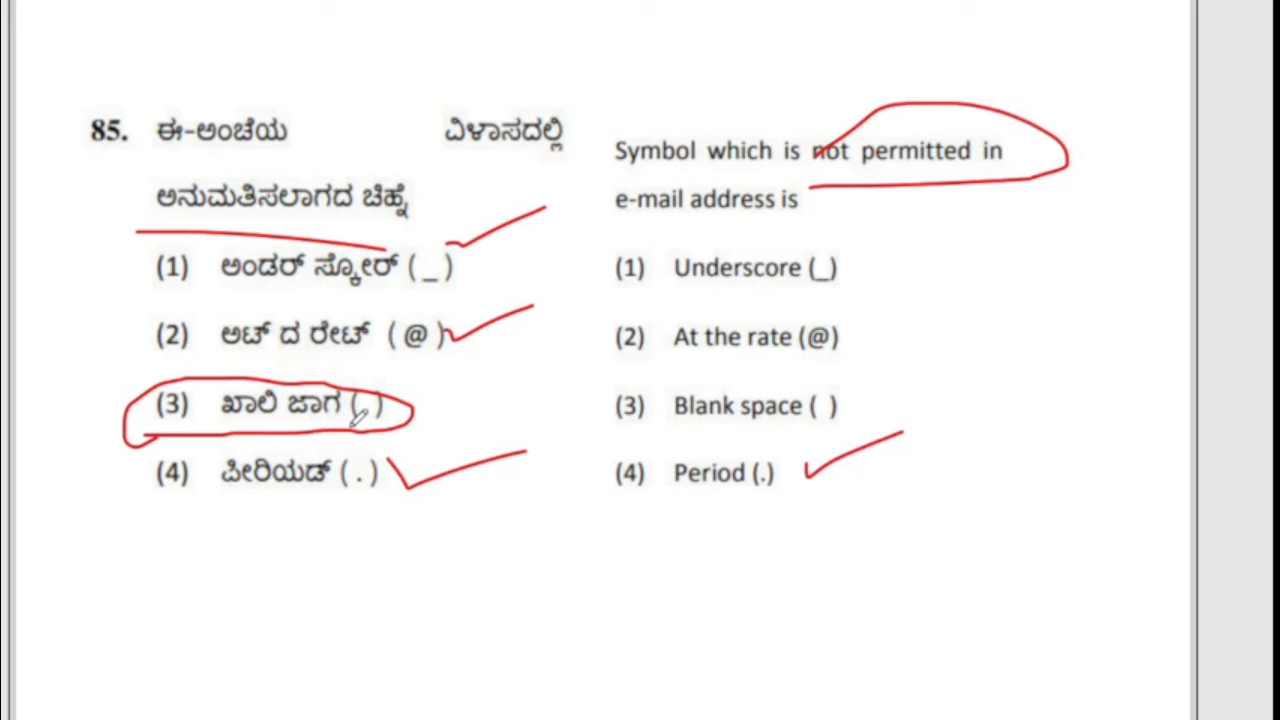 85. ಈ-ಅಂಚೆಯ ವಿಳಾಸದಲ್ಲಿ
ಅನುಮತಿಸಲಾಗದ ಚಿಹ್ನೆ
(1) ಅಂಡರ್ ಸ್ಕೋರ್ ( _ )
(2) ಅಟ್ ದ ರೇಟ್ ( @ )
(3) ಖಾಲಿ ಜಾಗ ( )
(4) ಪೀರಿಯಡ್ ( . )
Symbol which is not permitted in
e-mail address is
(1) Underscore (_)
(2) At the rate (@)
(3) Blank space ( )
(4) Period (.)